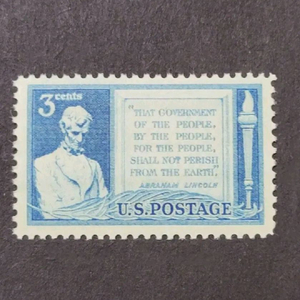 3 cents
"THAT GOVERNMENT
OF THE PEOPLE,
BY THE PEOPLE,
FOR THE PEOPLE,
SHALL NOT PERISH
FROM THE EARTH."
ABRAHAM LINCOLN
U.S. POSTAGE